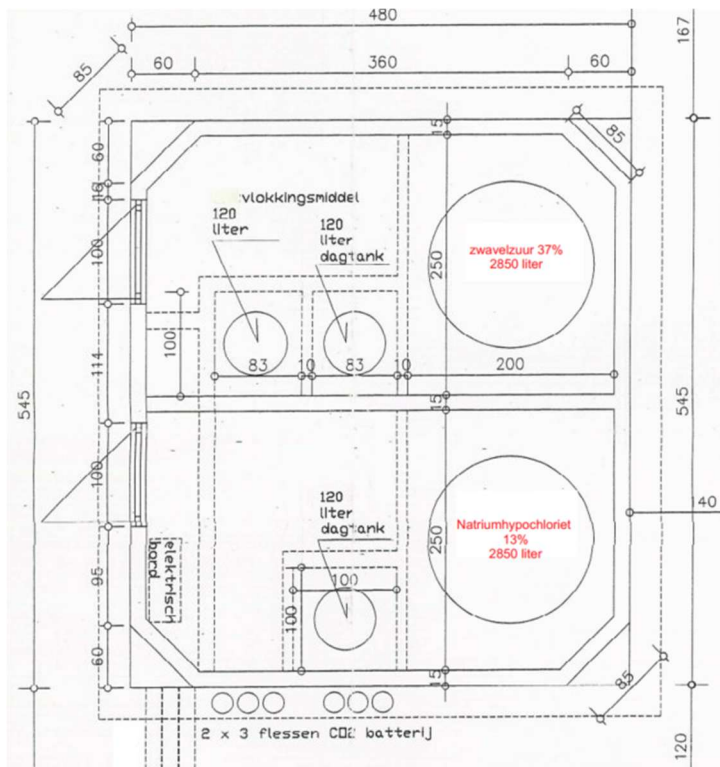 480
167
60
360
60
85
85
15
60
16
vlokkingsmiddel
120
liter
120
liter
dagtank
zwavelzuur 37%
2850 liter
100
250
100
83
10
83
10
200
114
15
545
545
100
120
liter
dagtank
Natriumhypochloriet
13%
2850 liter
140
elektrisch
bord
250
95
100
100
60
15
85
2 x 3 flessen CO2 batterij
120